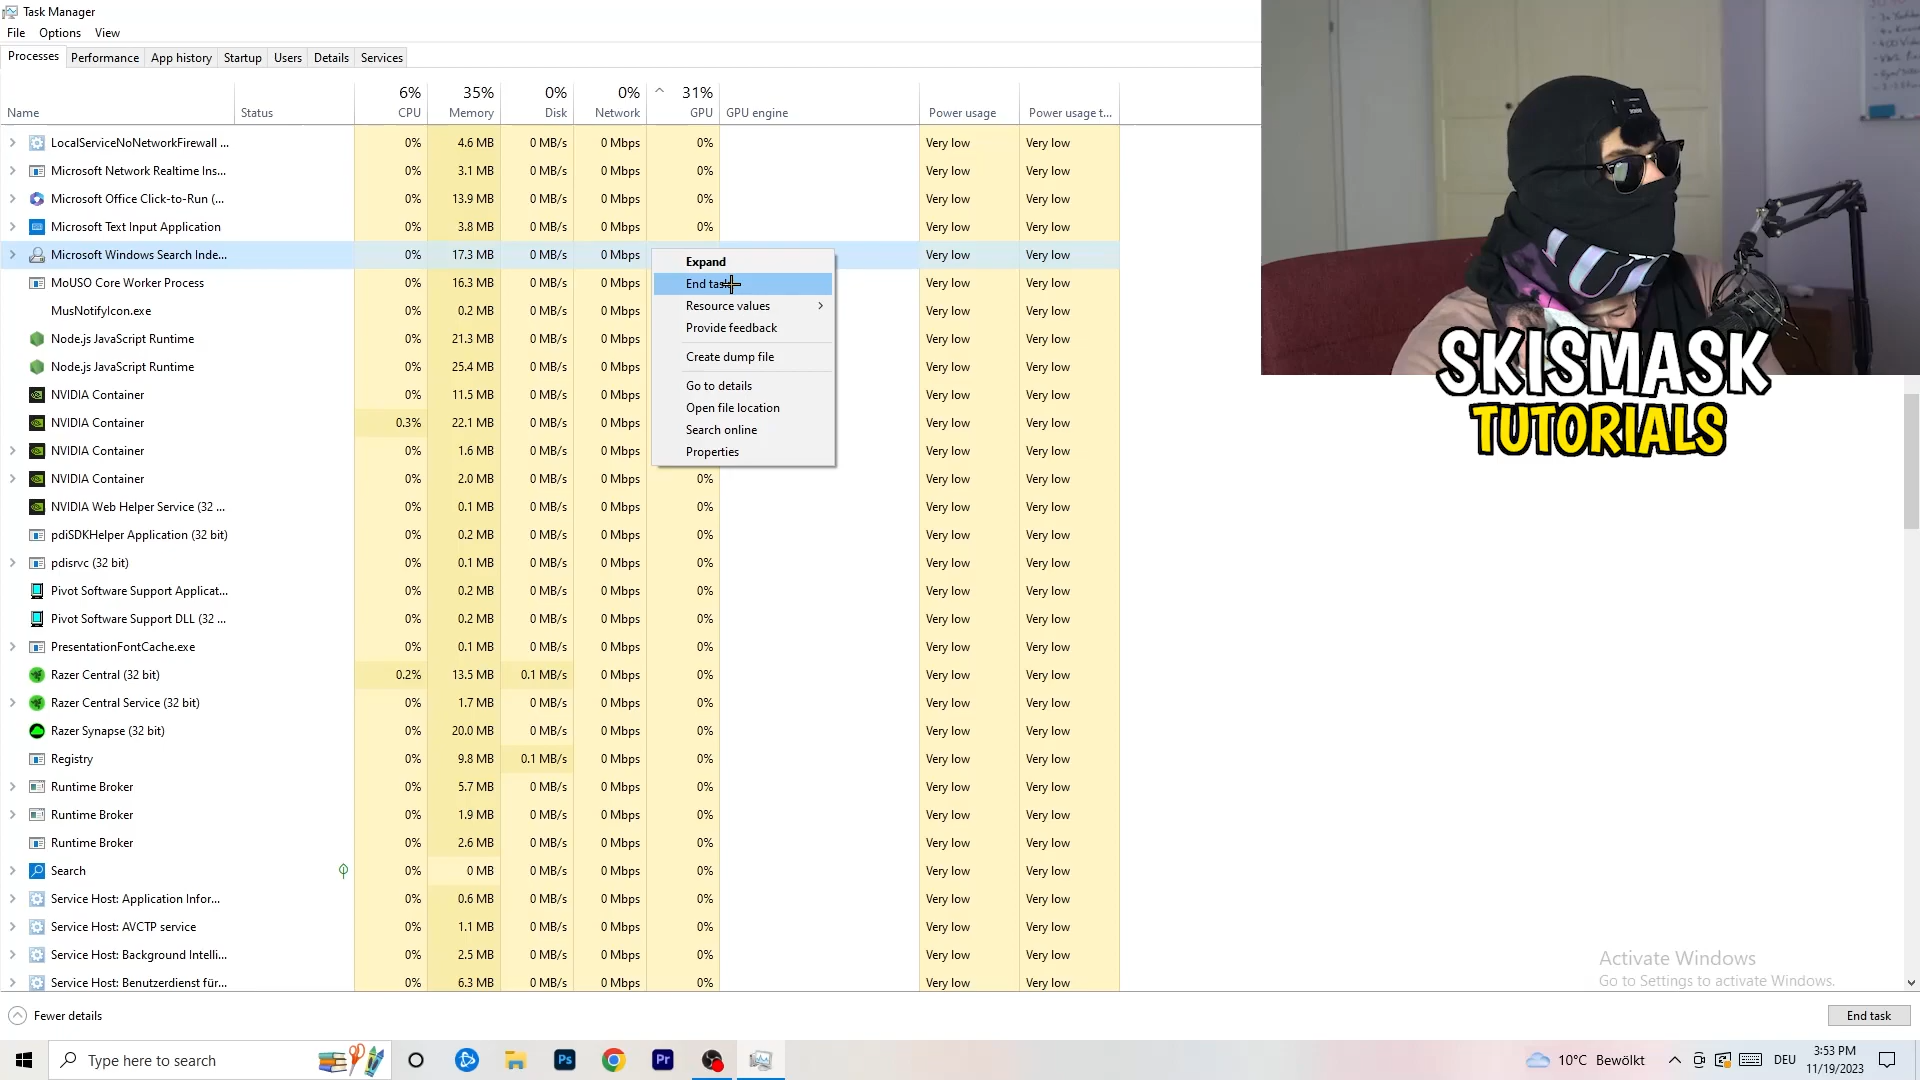 Task Manager
File Options View
Processes Performance App history Startup Users Details Services
6% 35% 0% 0% 31%
Name Status CPU Memory Disk Network GPU GPU engine Power usage Power usage t...
LocalServiceNoNetworkFirewall ... 0% 4.6 MB 0 MB/s 0 Mbps 0% Very low Very low
Microsoft Network Realtime Ins... 0% 3.1 MB 0 MB/s 0 Mbps 0% Very low Very low
Microsoft Office Click-to-Run (... 0% 13.9 MB 0 MB/s 0 Mbps 0% Very low Very low
Microsoft Text Input Application 0% 3.8 MB 0 MB/s 0 Mbps 0% Very low Very low
Microsoft Windows Search Inde... 0% 17.3 MB 0 MB/s 0 Mbps Very low Very low
MoUSO Core Worker Process 0% 16.3 MB 0 MB/s 0 Mbps Very low Very low
MusNotifyIcon.exe 0% 0.2 MB 0 MB/s 0 Mbps Very low Very low
Node.js JavaScript Runtime 0% 21.3 MB 0 MB/s 0 Mbps Very low Very low
Node.js JavaScript Runtime 0% 25.4 MB 0 MB/s 0 Mbps Very low Very low
NVIDIA Container 0% 11.5 MB 0 MB/s 0 Mbps Very low Very low
NVIDIA Container 0.3% 22.1 MB 0 MB/s 0 Mbps Very low Very low
NVIDIA Container 0% 1.6 MB 0 MB/s 0 Mbps Very low Very low
NVIDIA Container 0% 2.0 MB 0 MB/s 0 Mbps 0% Very low Very low
NVIDIA Web Helper Service (32 ... 0% 0.1 MB 0 MB/s 0 Mbps 0% Very low Very low
pdiSDKHelper Application (32 bit) 0% 0.2 MB 0 MB/s 0 Mbps 0% Very low Very low
pdisrvc (32 bit) 0% 0.1 MB 0 MB/s 0 Mbps 0% Very low Very low
Pivot Software Support Applicat... 0% 0.2 MB 0 MB/s 0 Mbps 0% Very low Very low
Pivot Software Support DLL (32 ... 0% 0.2 MB 0 MB/s 0 Mbps 0% Very low Very low
PresentationFontCache.exe 0% 0.1 MB 0 MB/s 0 Mbps 0% Very low Very low
Razer Central (32 bit) 0.2% 13.5 MB 0.1 MB/s 0 Mbps 0% Very low Very low
Razer Central Service (32 bit) 0% 1.7 MB 0 MB/s 0 Mbps 0% Very low Very low
Razer Synapse (32 bit) 0% 20.0 MB 0 MB/s 0 Mbps 0% Very low Very low
Registry 0% 9.8 MB 0.1 MB/s 0 Mbps 0% Very low Very low
Runtime Broker 0% 5.7 MB 0 MB/s 0 Mbps 0% Very low Very low
Runtime Broker 0% 1.9 MB 0 MB/s 0 Mbps 0% Very low Very low
Runtime Broker 0% 2.6 MB 0 MB/s 0 Mbps 0% Very low Very low
Search 0% 0 MB 0 MB/s 0 Mbps 0% Very low Very low
Service Host: Application Infor... 0% 0.6 MB 0 MB/s 0 Mbps 0% Very low Very low
Service Host: AVCTP service 0% 1.1 MB 0 MB/s 0 Mbps 0% Very low Very low
Service Host: Background Intelli... 0% 2.5 MB 0 MB/s 0 Mbps 0% Very low Very low
Service Host: Benutzerdienst für... 0% 6.3 MB 0 MB/s 0 Mbps 0% Very low Very low
Expand
End task
Resource values
Provide feedback
Create dump file
Go to details
Open file location
Search online
Properties
SKISMASK
TUTORIALS
Activate Windows
Go to Settings to activate Windows.
Fewer details
End task
Type here to search
Ps
Pr
10°C Bewölkt
DEU
3:53 PM
11/19/2023